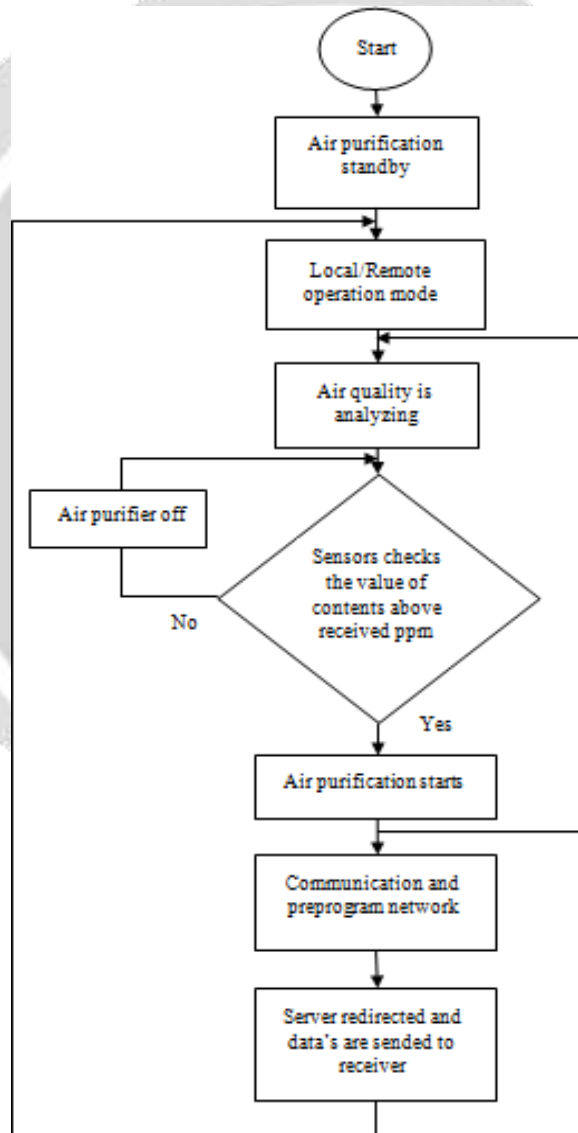 Start
Air purification
standby
Local/Remote
operation mode
Air quality is
analyzing
Air purifier off
Sensors checks
the value of
contents above
received ppm
No
Yes
Air purification starts
Communication and
preprogram network
Server redirected and
data's are sended to
receiver